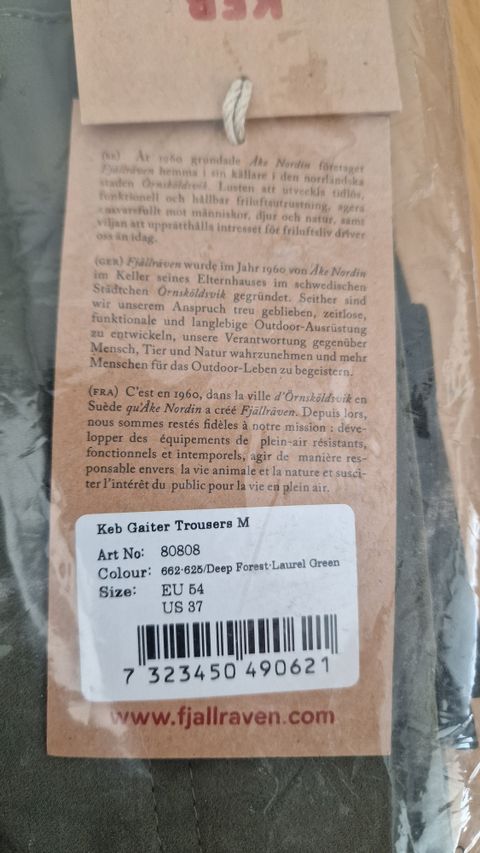 KEB
(SE) År 1960 grundade Åke Nordin företaget
Fjällräven hemma i sin källare i den norrländska
staden Örnsköldsvik. Lusten att utveckla tidlös,
funktionell och hållbar friluftsutrustning, agera
ansvarsfullt mot människor, djur och natur, samt
viljan att upprätthålla intresset för friluftsliv driver
oss än idag.
(GER) Fjällräven wurde im Jahr 1960 von Åke Nordin
im Keller seines Elternhauses im schwedischen
Städtchen Örnsköldsvik gegründet. Seither sind
wir unserem Anspruch treu geblieben, zeitlose,
funktionale und langlebige Outdoor-Ausrüstung
zu entwickeln, unsere Verantwortung gegenüber
Mensch, Tier und Natur wahrzunehmen und mehr
Menschen für das Outdoor-Leben zu begeistern.
(FRA) C'est en 1960, dans la ville d'Örnsköldsvik en
Suède qu'Åke Nordin a créé Fjällräven. Depuis lors,
nous sommes restés fidèles à notre mission : déve-
lopper des équipements de plein-air résistants,
fonctionnels et intemporels, agir de manière res-
ponsable envers la vie animale et la nature et susci-
ter l'intérêt du public pour la vie en plein air.
Keb Gaiter Trousers M
Art No: 80808
Colour: 662-625/Deep Forest-Laurel Green
Size: EU 54
US 37
7 323450 490621
www.fjallraven.com